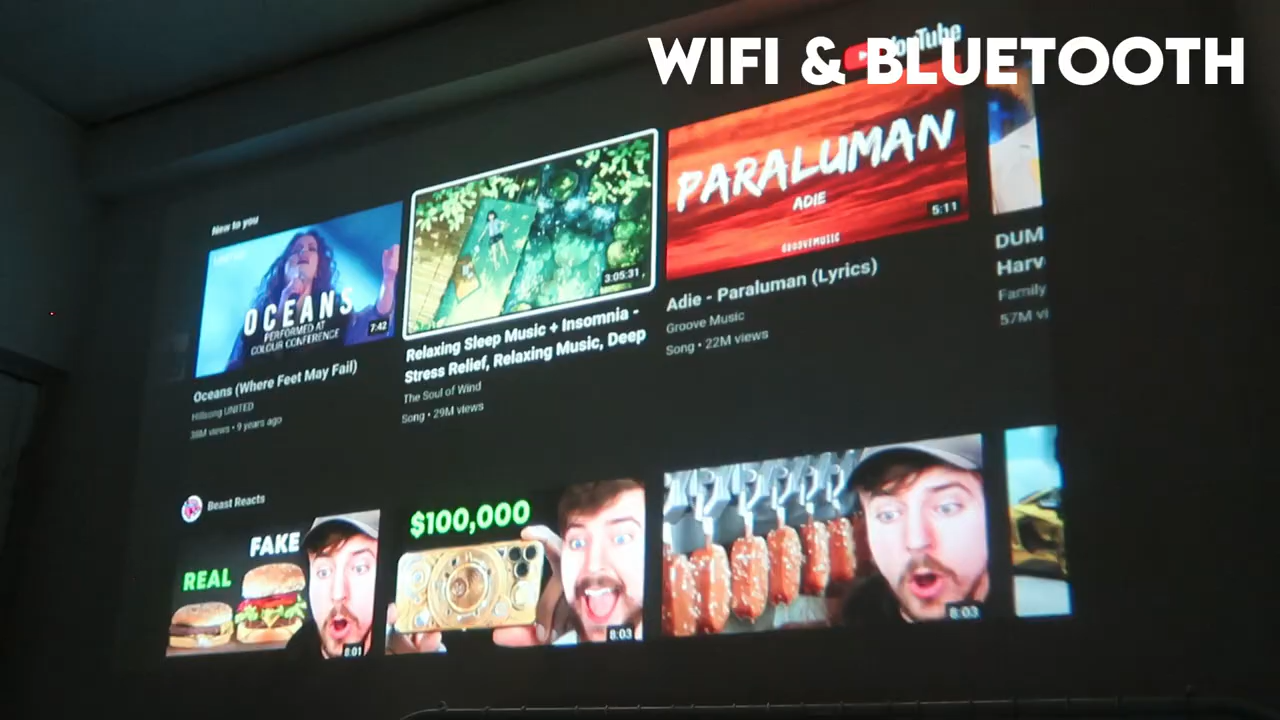 WIFI & BLUETOOTH
YouTube
New to you
UNITED
OCEANS
PERFORMED AT
COLOUR CONFERENCE
7:42
Oceans (Where Feet May Fail)
Hillsong UNITED
38M views • 9 years ago
3:05:31
Relaxing Sleep Music + Insomnia -
Stress Relief, Relaxing Music, Deep
The Soul of Wind
Song • 29M views
PARALUMAN
ADIE
GROOVEMUSIC
5:11
Adie - Paraluman (Lyrics)
Groove Music
Song • 22M views
DUM
Harv
Family
57M vi
Beast Reacts
REAL
FAKE
8:01
$100,000
8:03
8:03